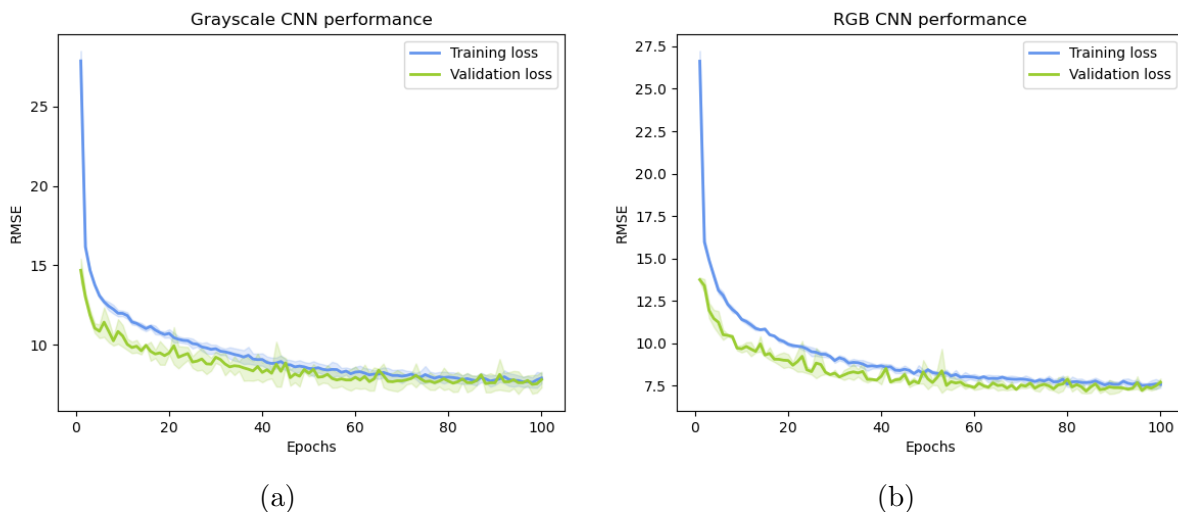 Grayscale CNN performance
Training loss
Validation loss
25
20
15
10
RMSE
0
20
40
60
80
100
Epochs
(a)
RGB CNN performance
Training loss
Validation loss
27.5
25.0
22.5
20.0
17.5
15.0
12.5
10.0
7.5
RMSE
0
20
40
60
80
100
Epochs
(b)